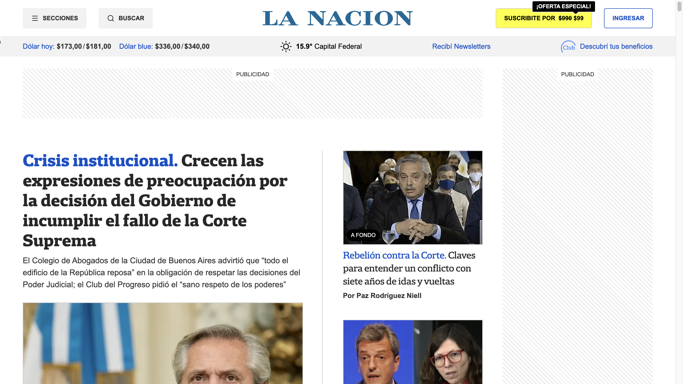 ¡OFERTA ESPECIAL!
SECCIONES
BUSCAR
LA NACION
SUSCRIBITE POR $990 $99
INGRESAR
Dólar hoy: $173,00/$181,00
Dólar blue: $336,00/$340,00
15.9° Capital Federal
Recibí Newsletters
Club
Descubrí tus beneficios
PUBLICIDAD
PUBLICIDAD
Crisis institucional. Crecen las
expresiones de preocupación por
la decisión del Gobierno de
incumplir el fallo de la Corte
Suprema
El Colegio de Abogados de la Ciudad de Buenos Aires advirtió que “todo el
edificio de la República reposa” en la obligación de respetar las decisiones del
Poder Judicial; el Club del Progreso pidió el “sano respeto de los poderes”
A FONDO
Rebelión contra la Corte. Claves
para entender un conflicto con
siete años de idas y vueltas
Por Paz Rodríguez Niell